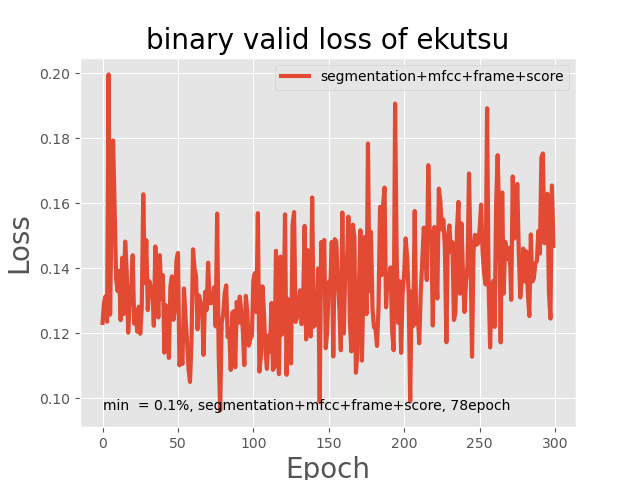 binary valid loss of ekutsu
segmentation+mfcc+frame+score
0.20
0.18
0.16
0.14
0.12
0.10
Loss
min  = 0.1%, segmentation+mfcc+frame+score, 78epoch
0 50 100 150 200 250 300
Epoch